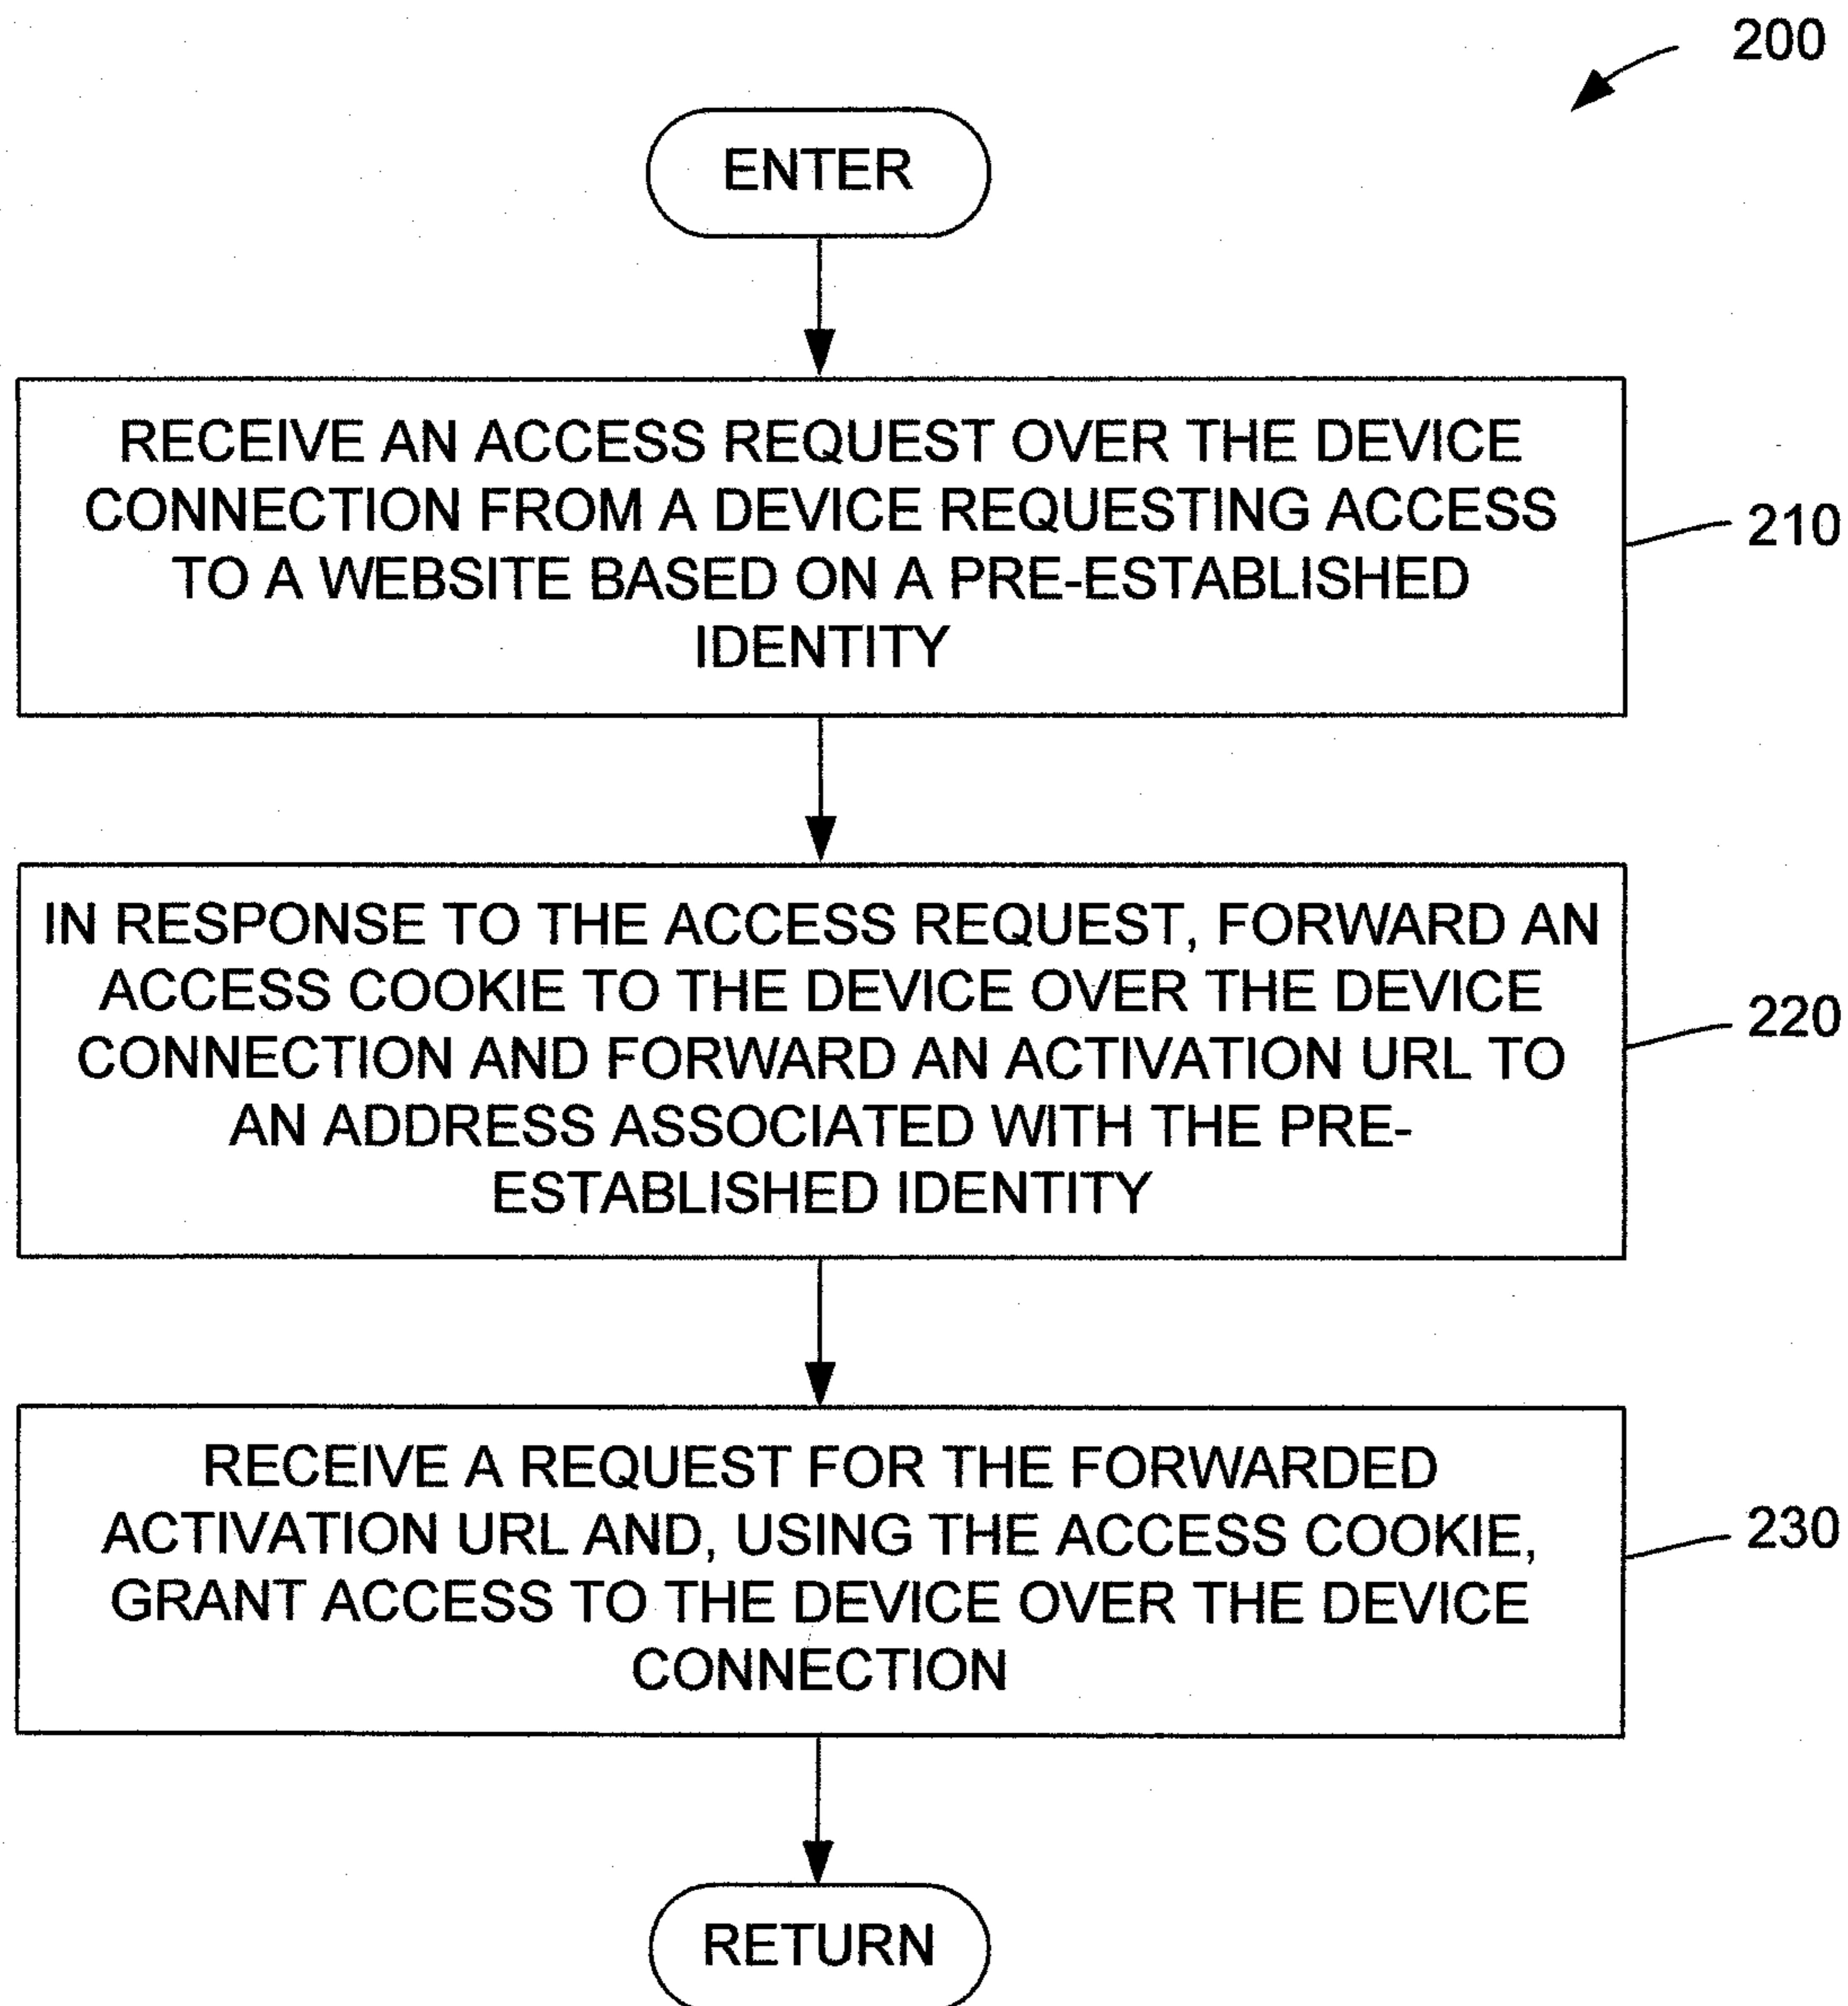 200
ENTER
RECEIVE AN ACCESS REQUEST OVER THE DEVICE
CONNECTION FROM A DEVICE REQUESTING ACCESS
TO A WEBSITE BASED ON A PRE-ESTABLISHED
IDENTITY
210
IN RESPONSE TO THE ACCESS REQUEST, FORWARD AN
ACCESS COOKIE TO THE DEVICE OVER THE DEVICE
CONNECTION AND FORWARD AN ACTIVATION URL TO
AN ADDRESS ASSOCIATED WITH THE PRE-
ESTABLISHED IDENTITY
220
RECEIVE A REQUEST FOR THE FORWARDED
ACTIVATION URL AND, USING THE ACCESS COOKIE,
GRANT ACCESS TO THE DEVICE OVER THE DEVICE
CONNECTION
230
RETURN